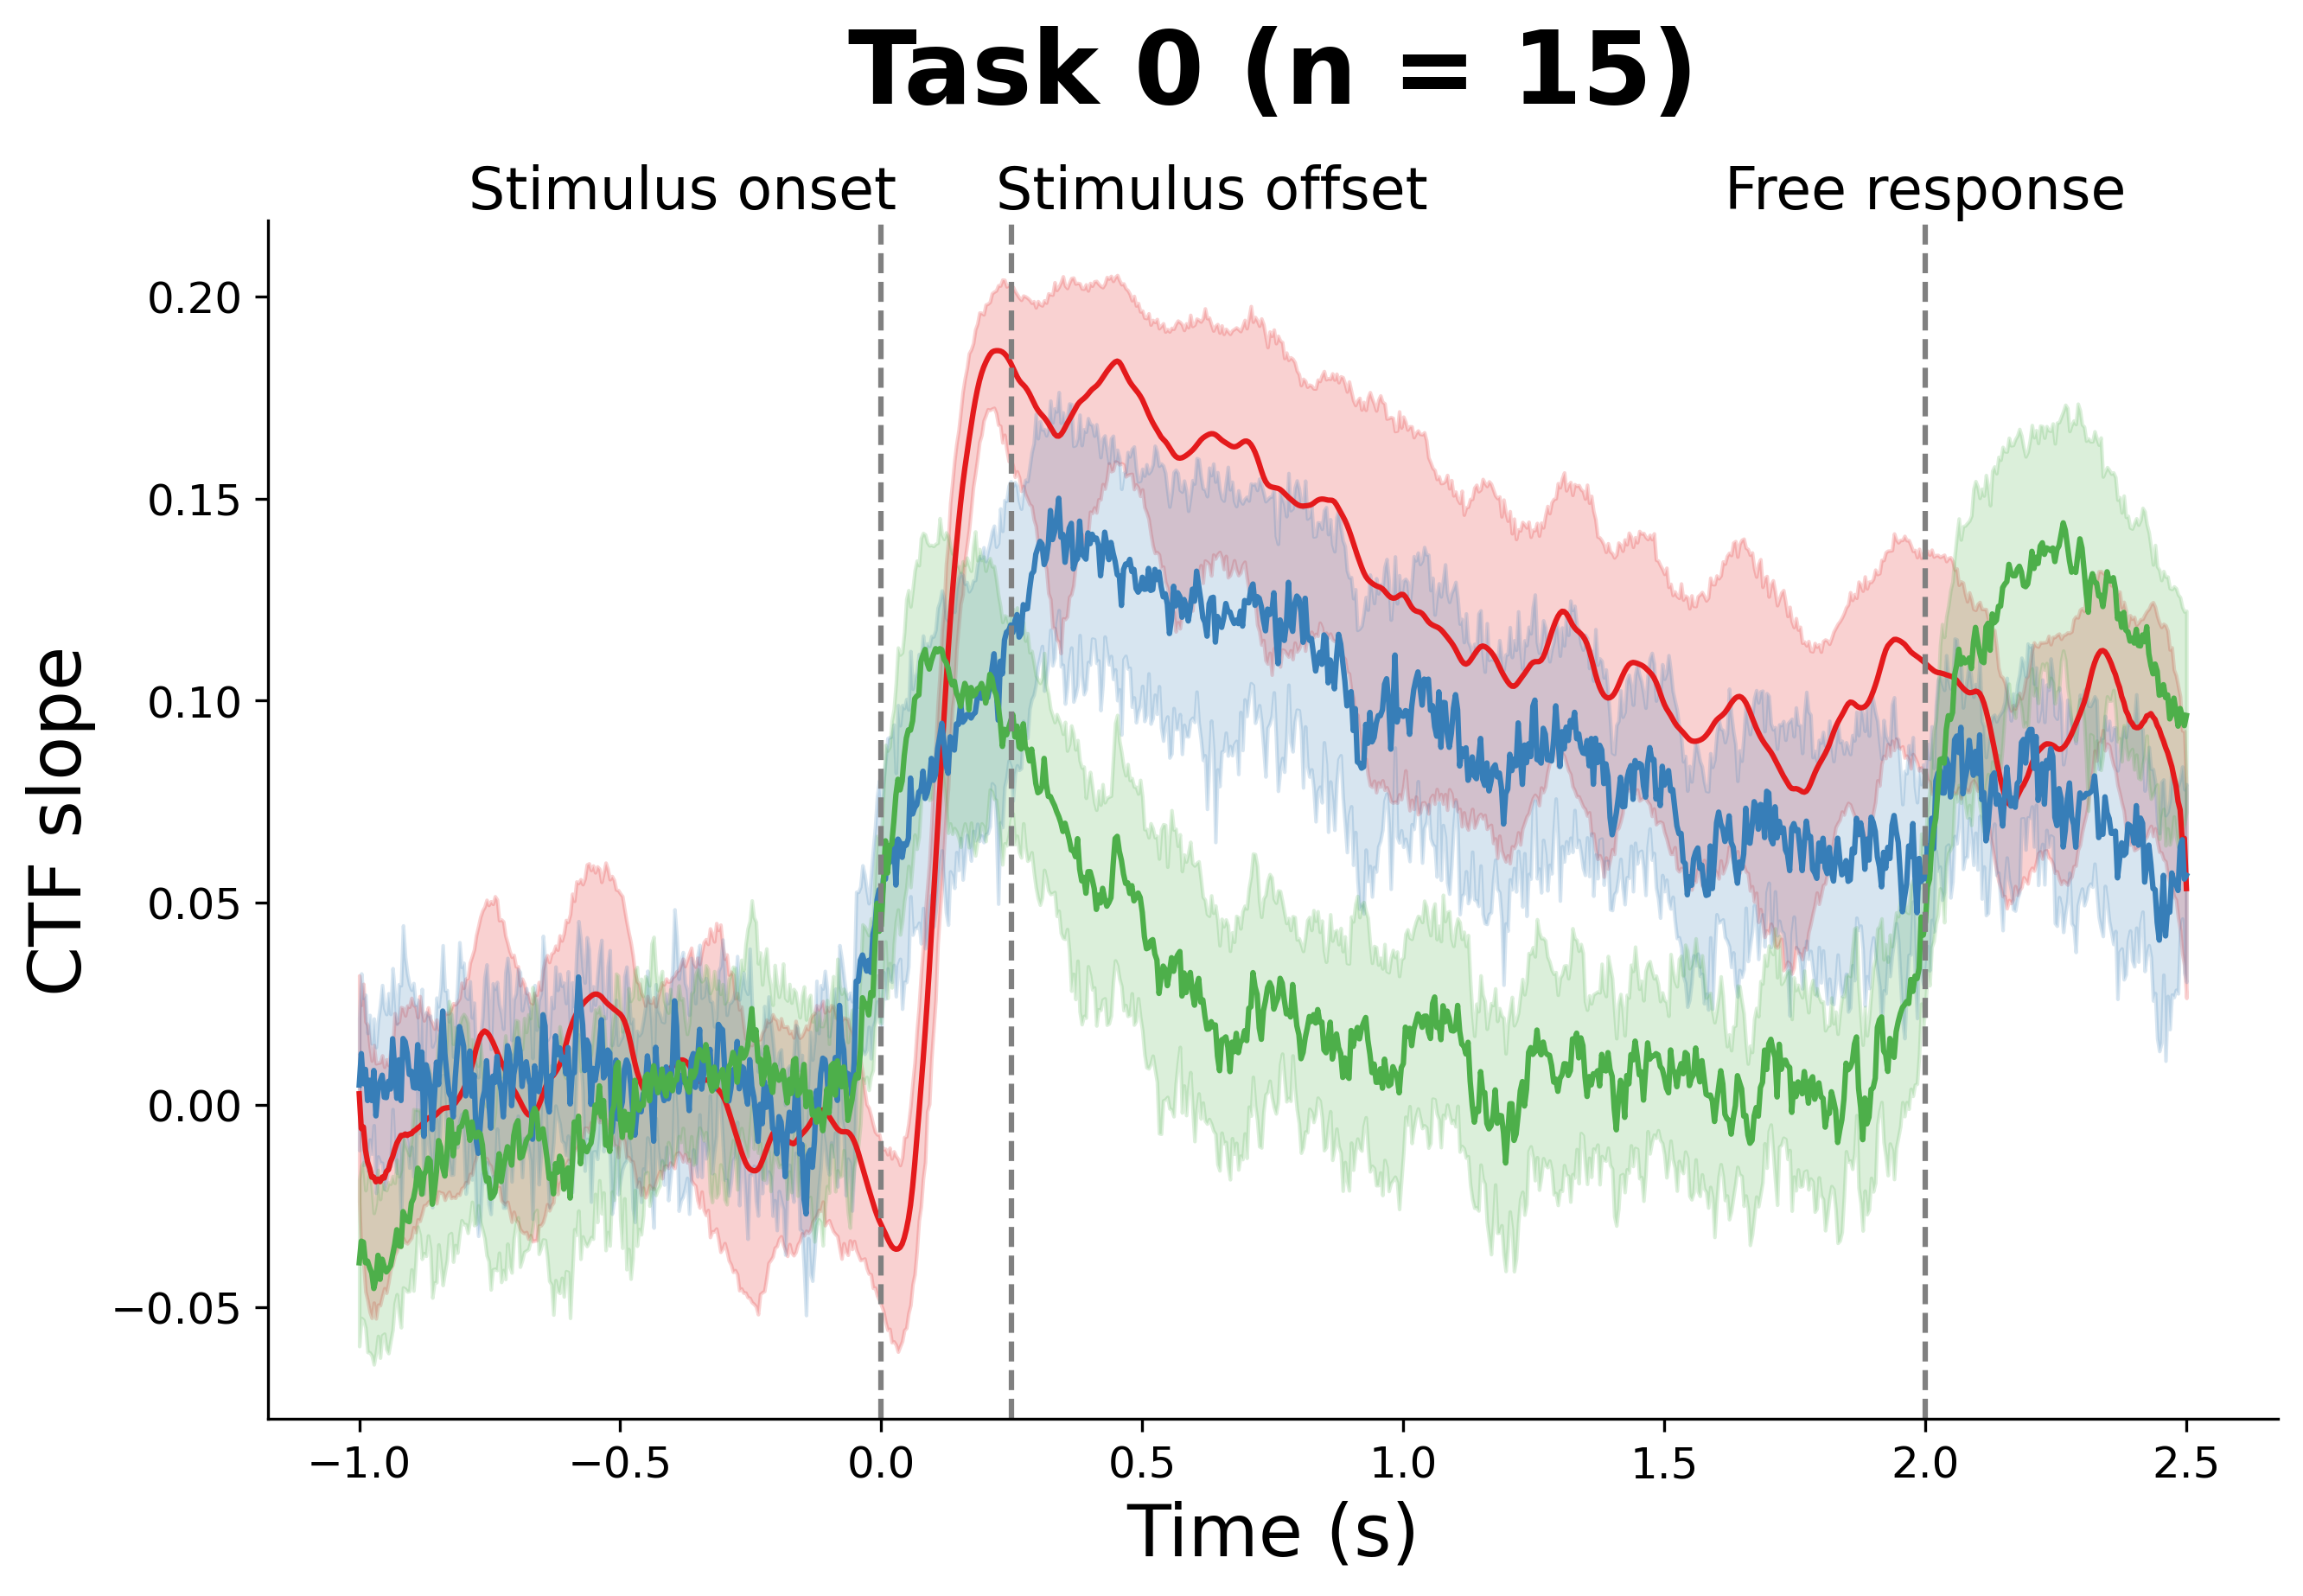 Task 0 (n = 15)
Stimulus onset
Stimulus offset
Free response
0.20
0.15
0.10
0.05
0.00
−0.05
CTF slope
−1.0
−0.5
0.0
0.5
1.0
1.5
2.0
2.5
Time (s)